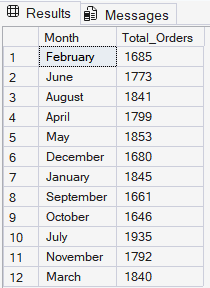 Results Messages
Month Total_Orders
1 February 1685
2 June 1773
3 August 1841
4 April 1799
5 May 1853
6 December 1680
7 January 1845
8 September 1661
9 October 1646
10 July 1935
11 November 1792
12 March 1840